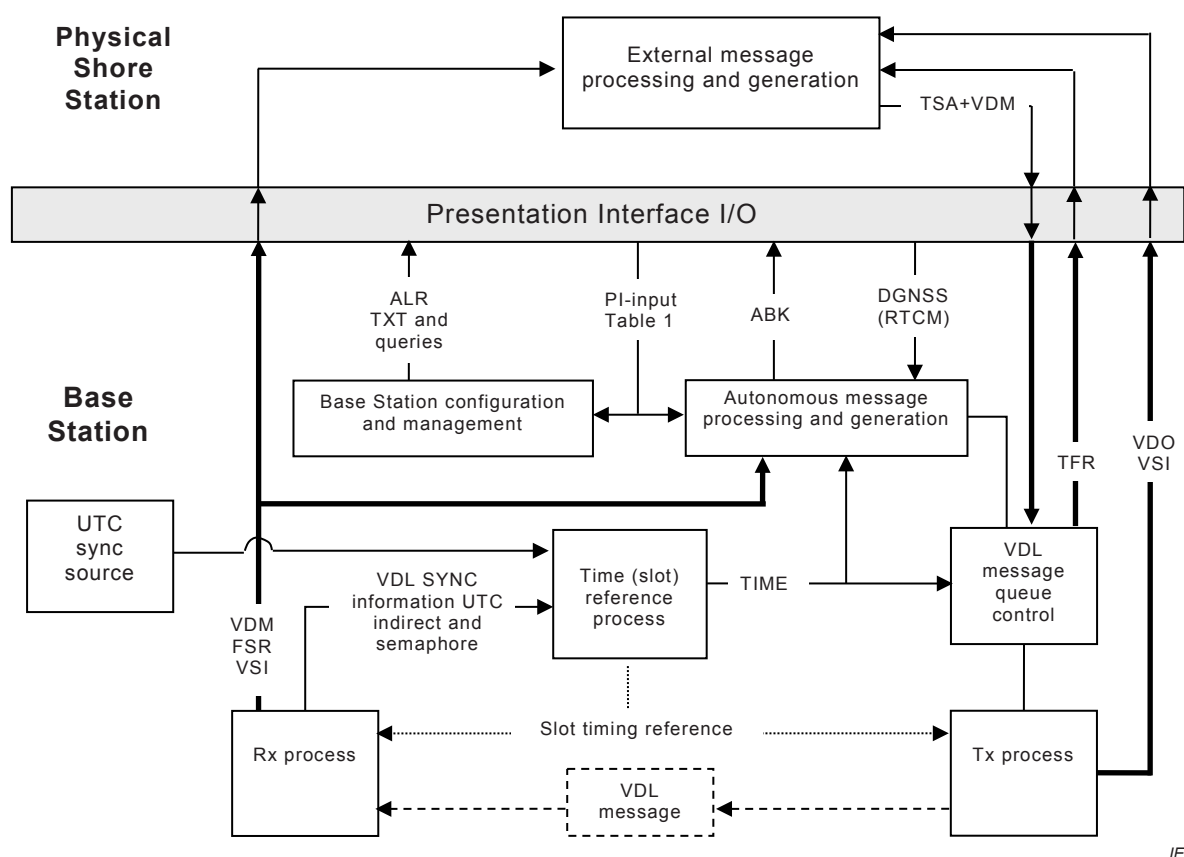 Physical
Shore
Station
External message
processing and generation
TSA+VDM
Presentation Interface I/O
ALR
TXT and
queries
PI-input
Table 1
ABK
DGNSS
(RTCM)
Base
Station
Base Station configuration
and management
Autonomous message
processing and generation
TFR
VDO
VSI
UTC
sync
source
VDL SYNC
information UTC
indirect and
semaphore
Time (slot)
reference
process
TIME
VDL
message
queue
control
VDM
FSR
VSI
Rx process
Slot timing reference
Tx process
VDL
message